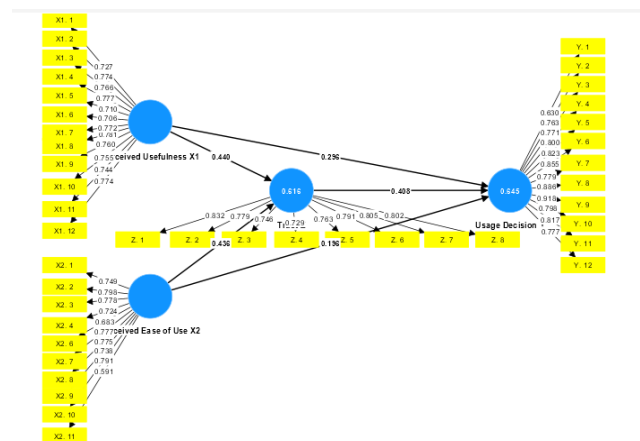 X1. 1
X1. 2
X1. 3
X1. 4
X1. 5
X1. 6
X1. 7
X1. 8
X1. 9
X1. 10
X1. 11
X1. 12
0.727
0.774
0.766
0.777
0.710
0.706
0.772
0.781
0.760
0.755
0.744
0.774
ceived Usefulness X1
0.440
0.296
0.616
0.408
0.645
Usage Decision
0.436
0.196
0.832
0.779
0.746
0.729
0.763
0.791
0.805
0.802
Z. 1
Z. 2
Z. 3
Z. 4
Z. 5
Z. 6
Z. 7
Z. 8
X2. 1
X2. 2
X2. 3
X2. 4
X2. 6
X2. 7
X2. 8
X2. 9
X2. 10
X2. 11
0.749
0.798
0.778
0.724
0.683
0.777
0.775
0.738
0.791
0.591
ceived Ease of Use X2
Y. 1
Y. 2
Y. 3
Y. 4
Y. 5
Y. 6
Y. 7
Y. 8
Y. 9
Y. 10
Y. 11
Y. 12
0.630
0.763
0.771
0.800
0.823
0.855
0.779
0.886
0.918
0.798
0.817
0.777